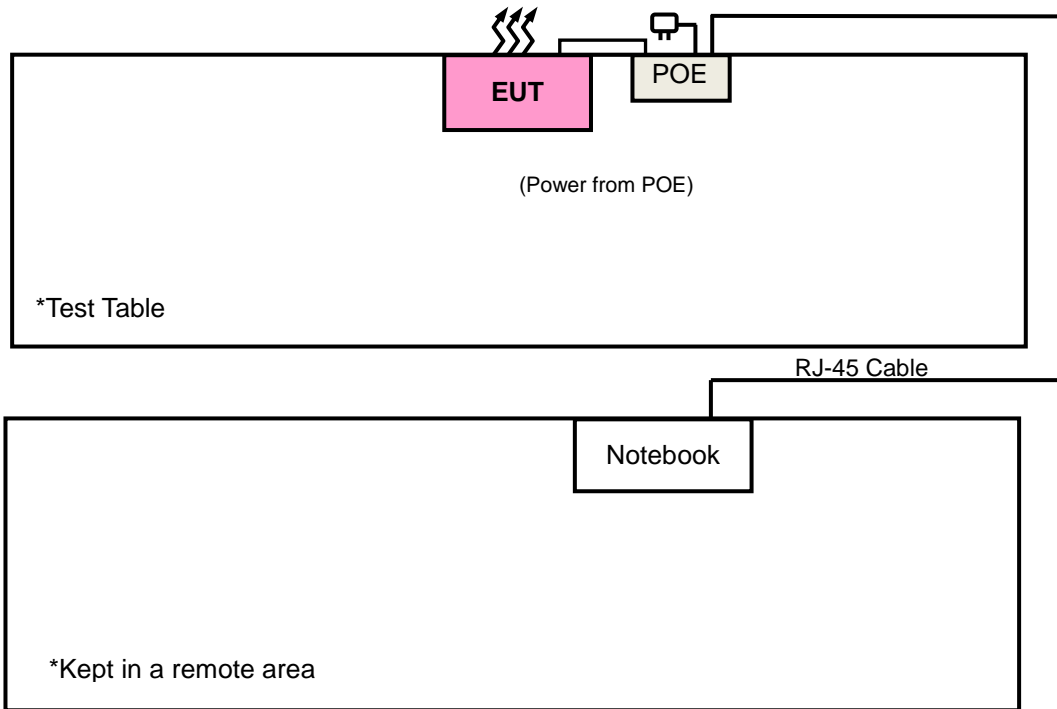 EUT
POE
(Power from POE)
*Test Table
RJ-45 Cable
Notebook
*Kept in a remote area